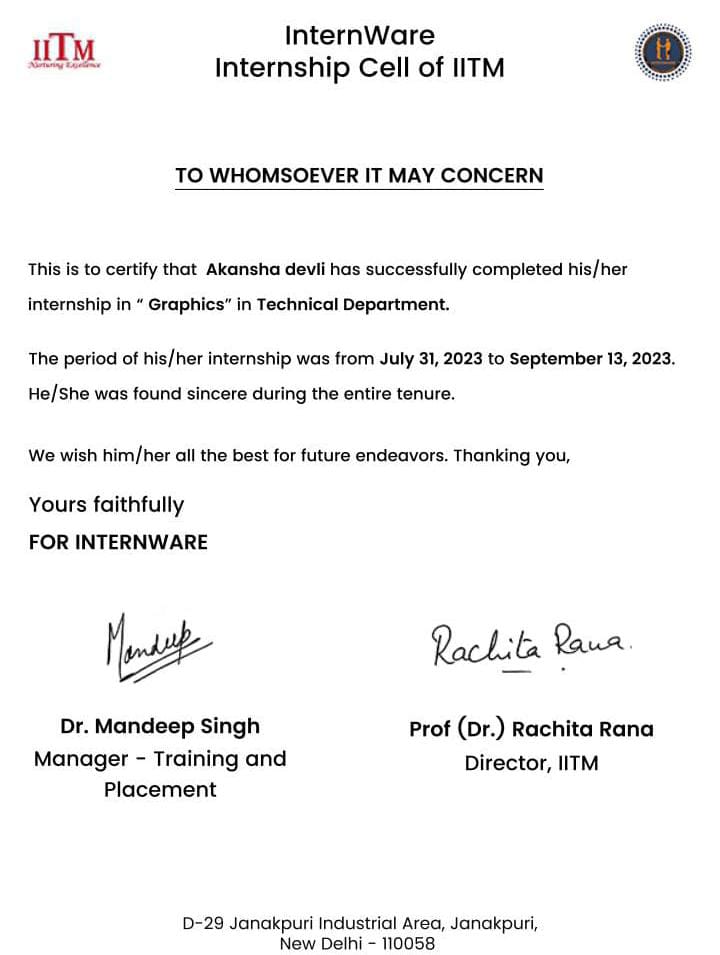 IITM
Nurturing Excellence
InternWare
Internship Cell of IITM
TO WHOMSOEVER IT MAY CONCERN
This is to certify that Akansha devli has successfully completed his/her
internship in “ Graphics” in Technical Department.
The period of his/her internship was from July 31, 2023 to September 13, 2023.
He/She was found sincere during the entire tenure.
We wish him/her all the best for future endeavors. Thanking you,
Yours faithfully
FOR INTERNWARE
Mandeep
Rachita Rana.
Dr. Mandeep Singh
Manager - Training and
Placement
Prof (Dr.) Rachita Rana
Director, IITM
D-29 Janakpuri Industrial Area, Janakpuri,
New Delhi - 110058